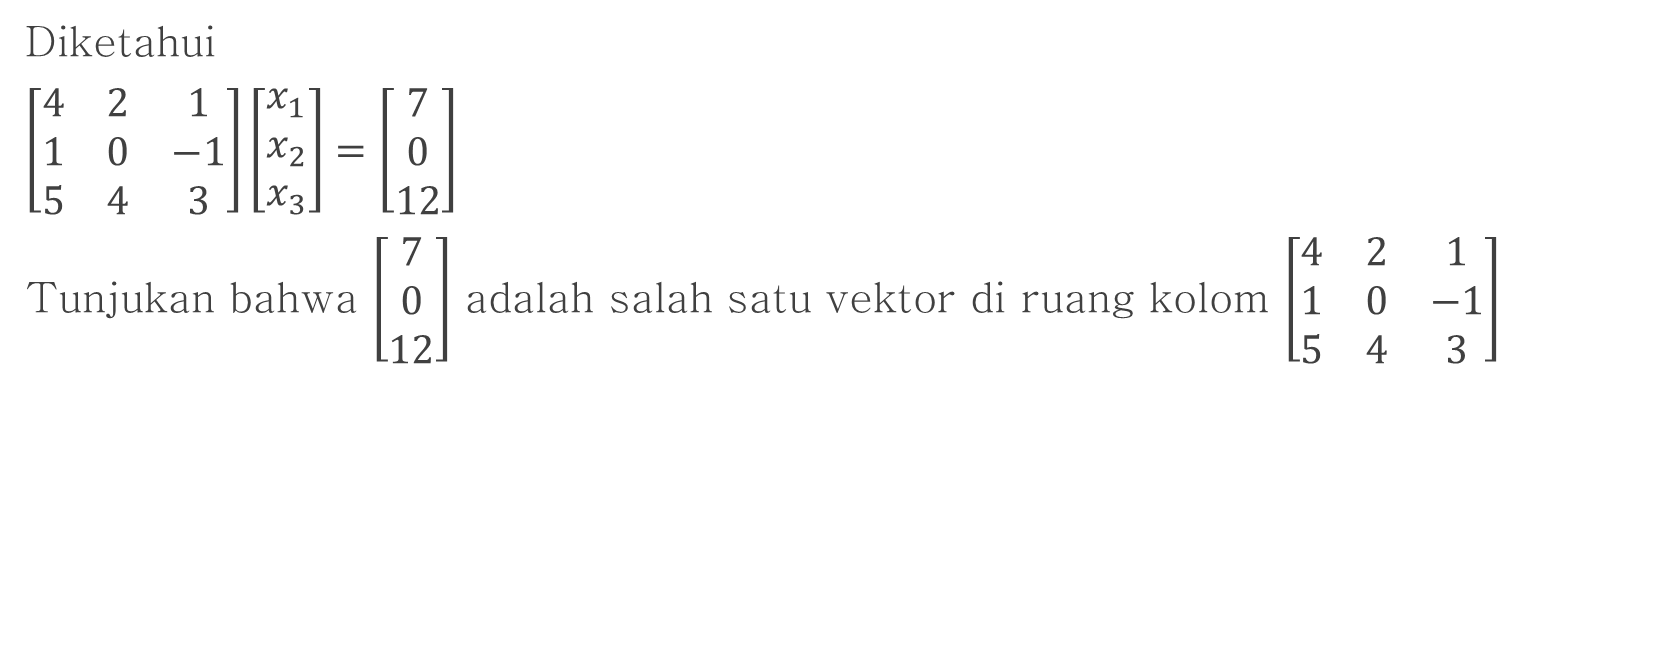 Diketahui
[4 2 1; 1 0 −1; 5 4 3] [x₁; x₂; x₃] = [7; 0; 12]
Tunjukan bahwa [7; 0; 12] adalah salah satu vektor di ruang kolom [4 2 1; 1 0 −1; 5 4 3]